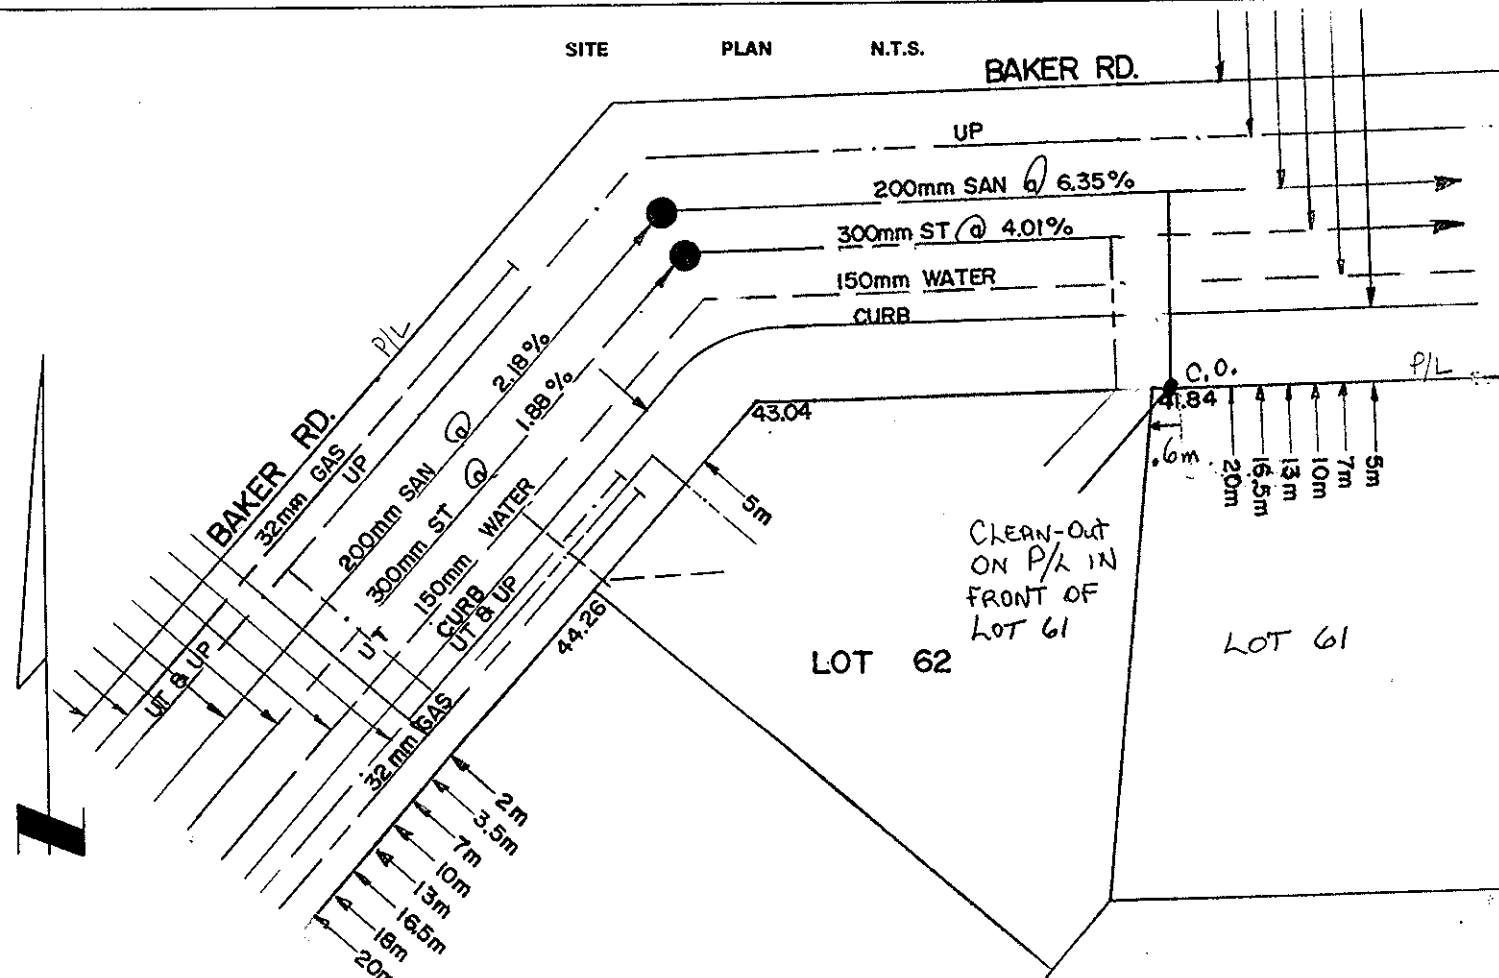 SITE PLAN N.T.S.
BAKER RD.
UP
200mm SAN @ 6.35%
300mm ST @ 4.01%
150mm WATER
CURB
P/L
2.18%
1.88%
BAKER RD.
32mm GAS
UP
200mm SAN @
300mm ST @
150mm WATER
CURB
UT & UP
UT
UT & UP
32mm GAS
43.04
44.26
5m
C.O.
41.84
P/L
.6m
20m
16.5m
13m
10m
7m
5m
CLEAN-OUT
ON P/L IN
FRONT OF
LOT 61
LOT 62
LOT 61
2m
3.5m
7m
10m
13m
16.5m
18m
20m